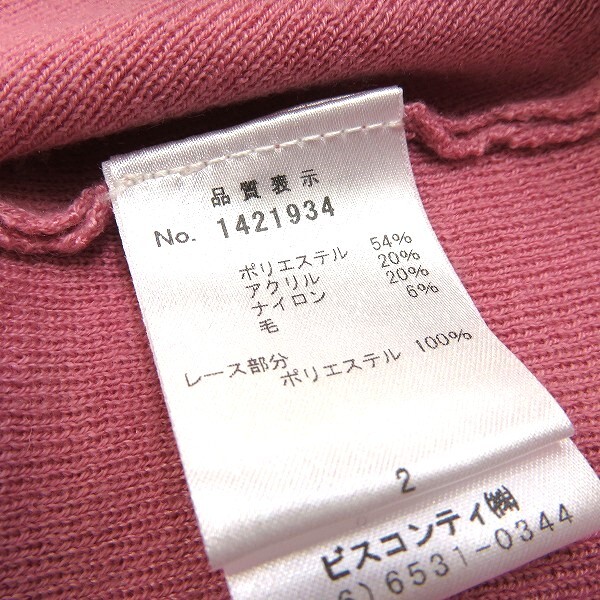 品質表示
No. 1421934
ポリエステル 54%
アクリル 20%
ナイロン 20%
毛 6%
レース部分
ポリエステル 100%
2
ビスコンティ㈱
6)6531-0344